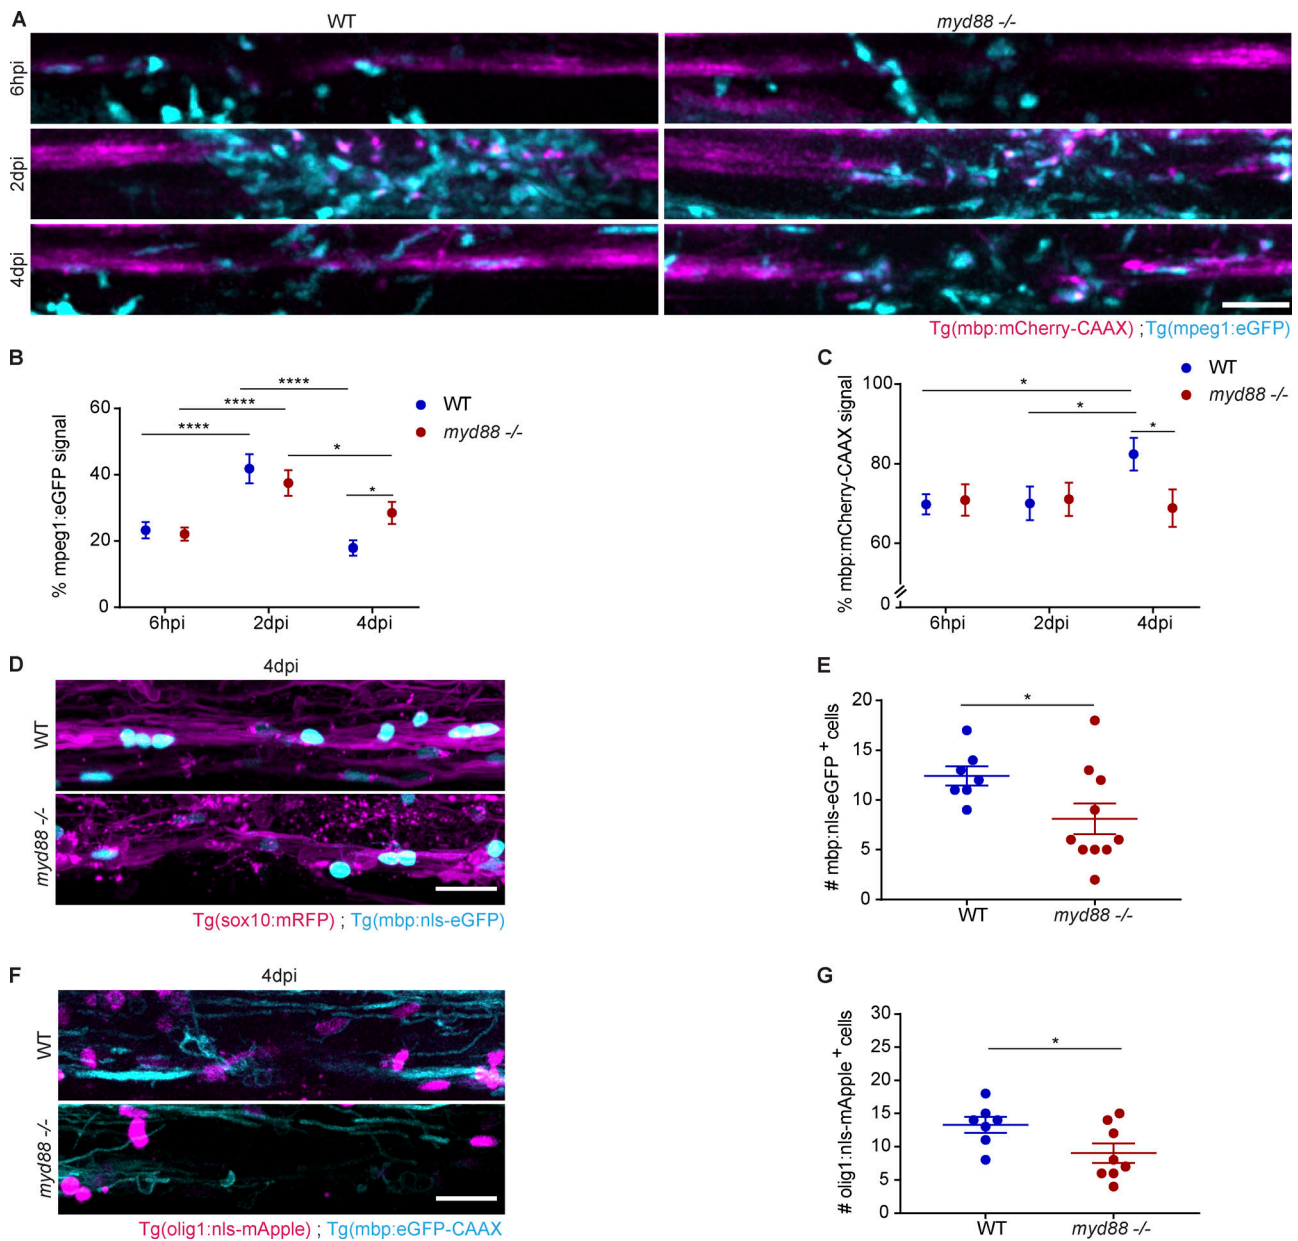 A
WT
myd88 -/-
6hpi
2dpi
4dpi
Tg(mbp:mCherry-CAAX) ;Tg(mpeg1:eGFP)
B
****
****
****
*
*
WT
myd88 -/-
% mpeg1:eGFP signal
60
40
20
0
6hpi
2dpi
4dpi
C
*
*
*
WT
myd88 -/-
% mbp:mCherry-CAAX signal
100
80
60
0
6hpi
2dpi
4dpi
D
4dpi
WT
myd88 -/-
Tg(sox10:mRFP) ; Tg(mbp:nls-eGFP)
E
*
# mbp:nls-eGFP + cells
20
15
10
5
0
WT
myd88 -/-
F
4dpi
WT
myd88 -/-
Tg(olig1:nls-mApple) ; Tg(mbp:eGFP-CAAX
G
*
# olig1:nls-mApple + cells
30
25
20
15
10
5
0
WT
myd88 -/-